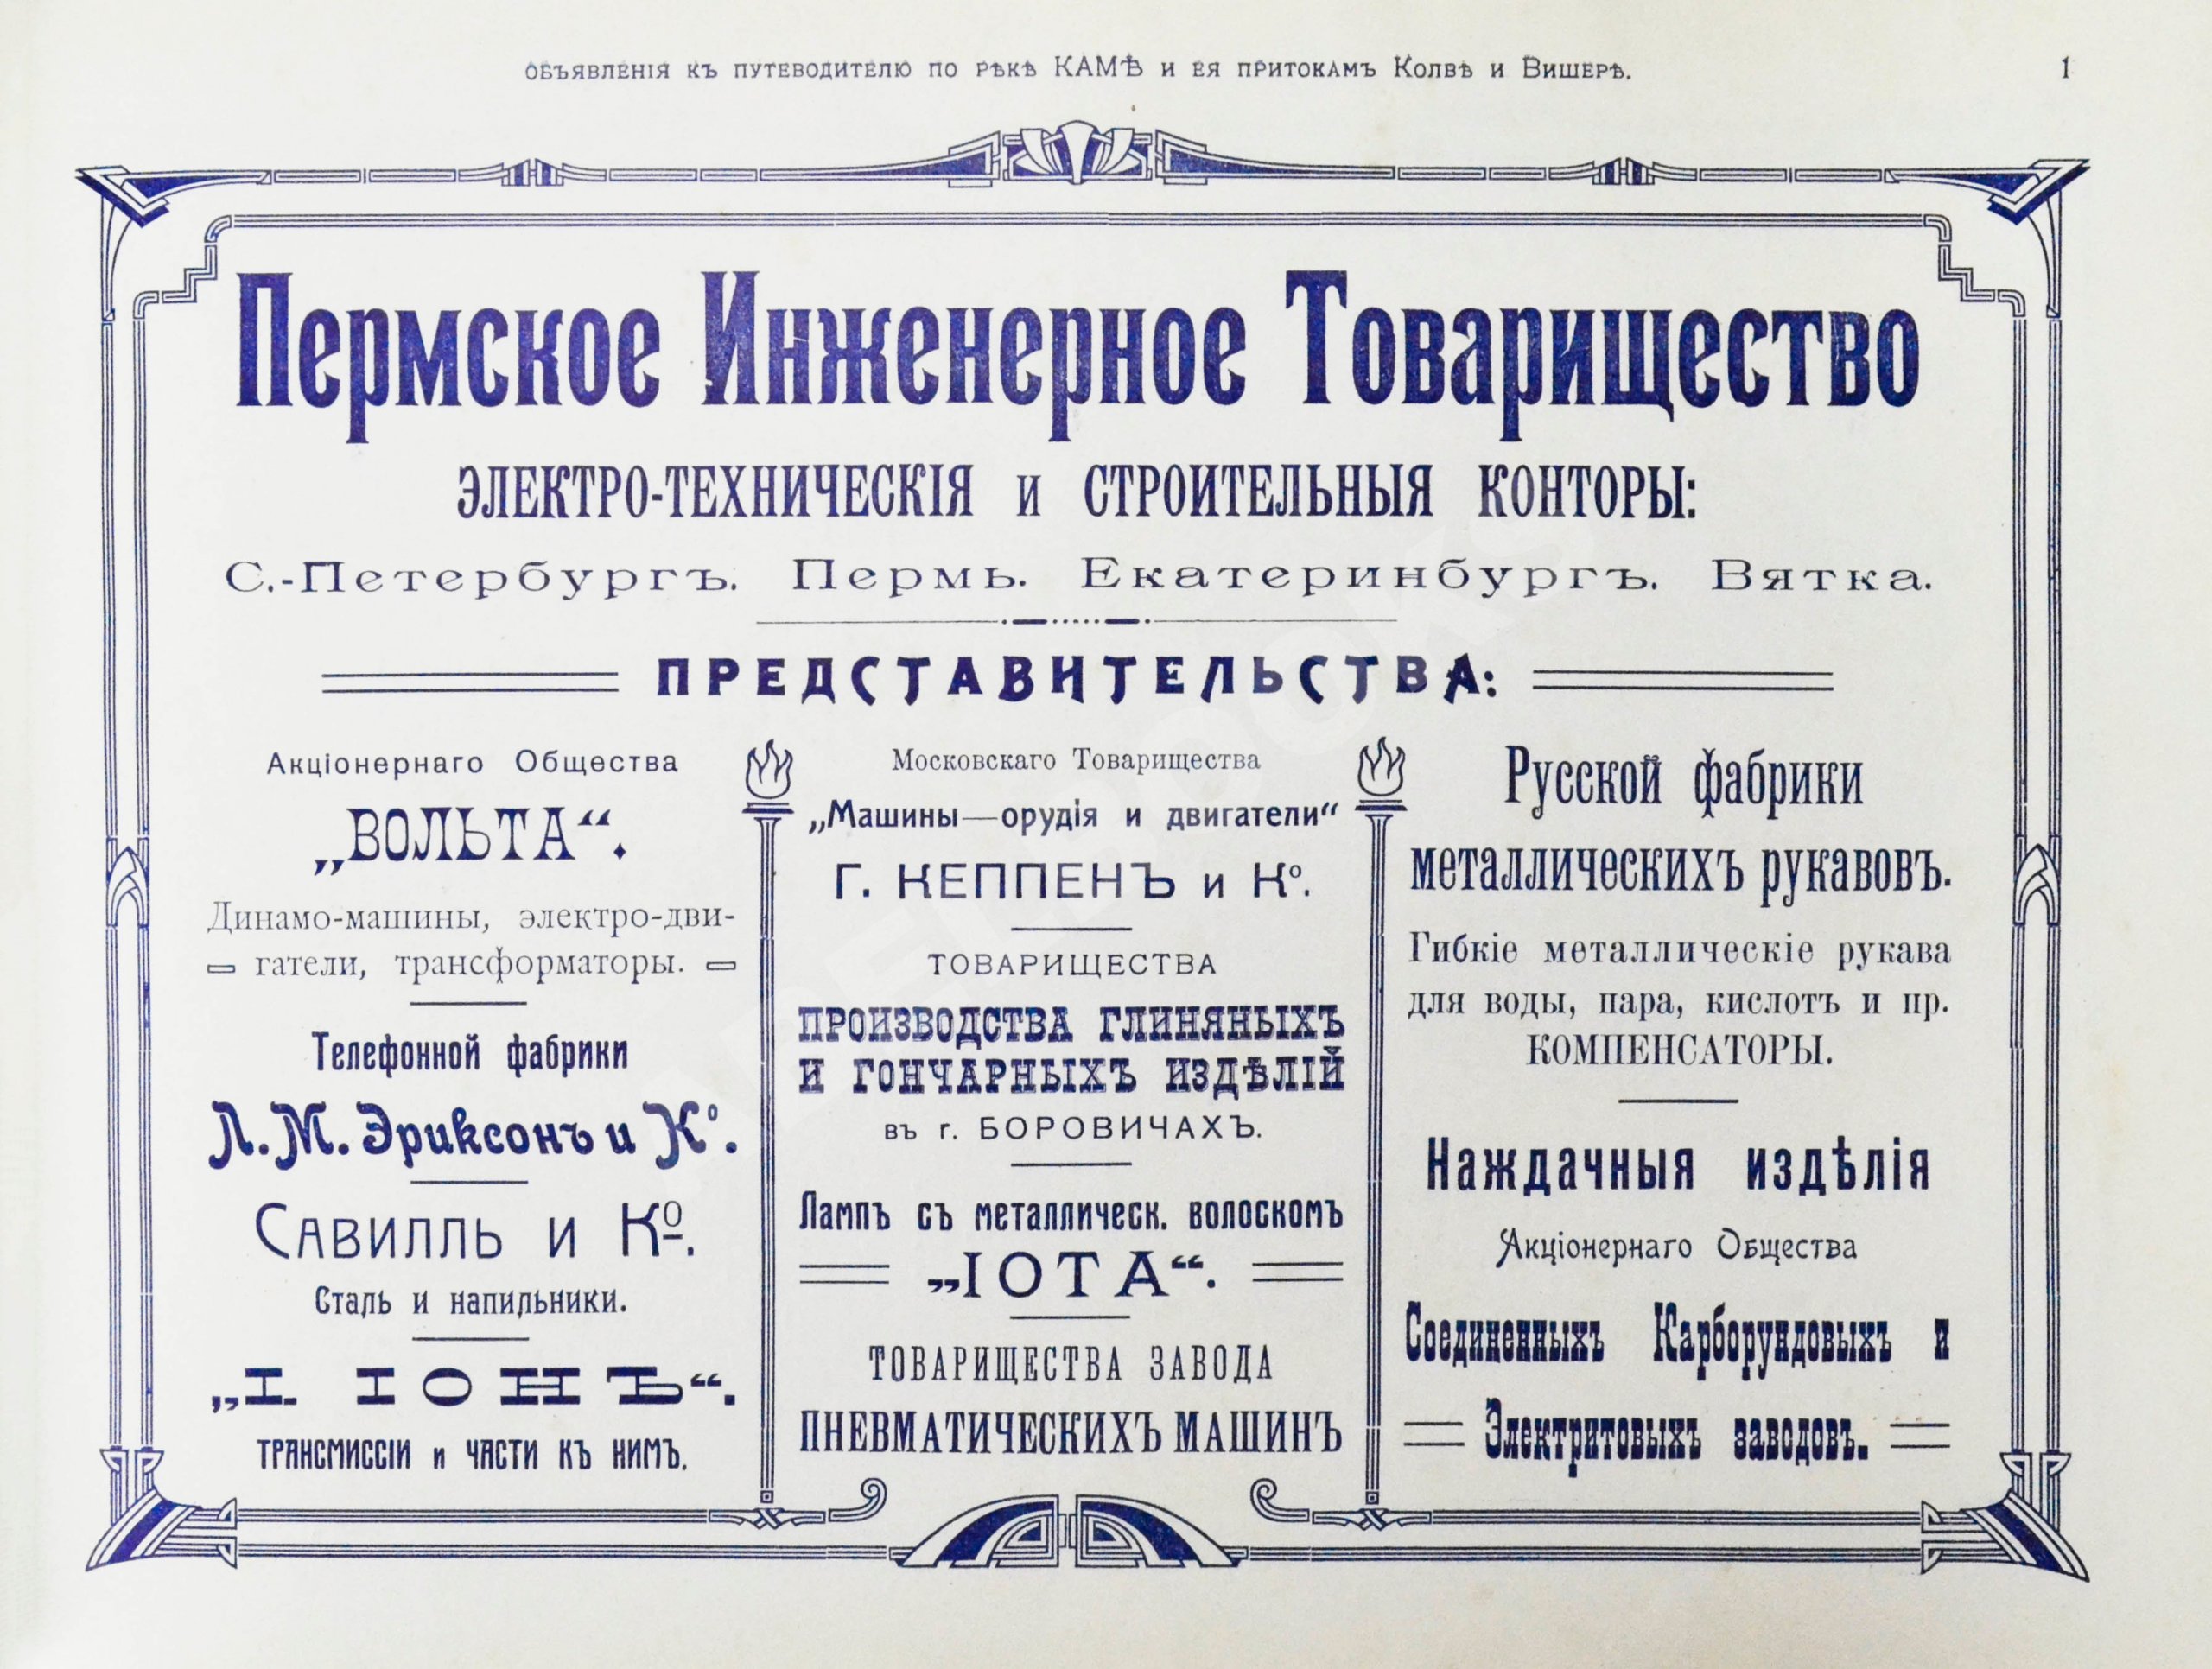 ОБЪЯВЛЕНІЯ КЪ ПУТЕВОДИТЕЛЮ ПО РѢКѢ КАМѢ И ЕЯ ПРИТОКАМЪ КОЛВѢ И ВИШЕРѢ.
1
Пермское Инженерное Товарищество
ЭЛЕКТРО-ТЕХНИЧЕСКІЯ И СТРОИТЕЛЬНЫЯ КОНТОРЫ:
С.-Петербургъ. Пермь. Екатеринбургъ. Вятка.
ПРЕДСТАВИТЕЛЬСТВА:
Акціонернаго Общества
„ВОЛЬТА“.
Динамо-машины, электро-дви-
гатели, трансформаторы.
Телефонной фабрики
Л. М. Эриксонъ и Ко.
САВИЛЛЬ И Ко.
Сталь и напильники.
„І. ІОНЪ“.
ТРАНСМИССІИ и ЧАСТИ КЪ НИМЪ.
Московскаго Товарищества
„Машины—орудія и двигатели“
Г. КЕППЕНЪ и Ко.
ТОВАРИЩЕСТВА
ПРОИЗВОДСТВА ГЛИНЯНЫХЪ
И ГОНЧАРНЫХЪ ИЗДѢЛІЙ
въ г. БОРОВИЧАХЪ.
Лампъ съ металлическ. волоскомъ
„ІОТА“.
ТОВАРИЩЕСТВА ЗАВОДА
ПНЕВМАТИЧЕСКИХЪ МАШИНЪ
Русской фабрики
металлическихъ рукавовъ.
Гибкіе металлическіе рукава
для воды, пара, кислотъ и пр.
КОМПЕНСАТОРЫ.
Наждачныя издѣлія
Акціонернаго Общества
Соединенныхъ Карборундовыхъ и
Электритовыхъ заводовъ.